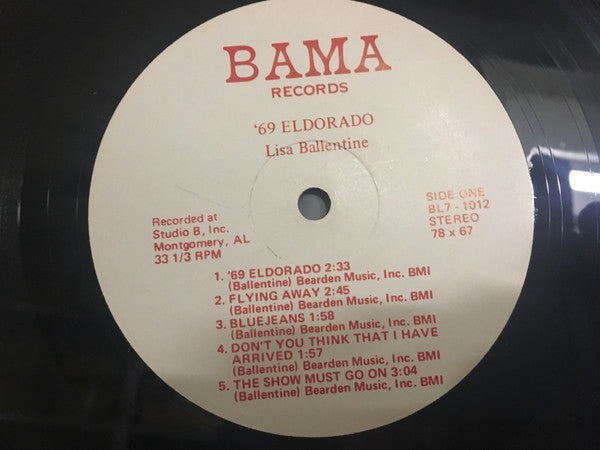 BAMA
RECORDS
'69 ELDORADO
Lisa Ballentine
Recorded at
Studio B, Inc.
Montgomery, AL
33 1/3 RPM
SIDE ONE
BL7 - 1012
STEREO
78 x 67
1. '69 ELDORADO 2:33
(Ballentine) Bearden Music, Inc. BMI
2. FLYING AWAY 2:45
(Ballentine) Bearden Music, Inc. BMI
3. BLUEJEANS 1:58
(Ballentine) Bearden Music, Inc. BMI
4. DON'T YOU THINK THAT I HAVE
ARRIVED 1:57
(Ballentine) Bearden Music, Inc. BMI
5. THE SHOW MUST GO ON 3:04
(Ballentine) Bearden Music, Inc. BMI